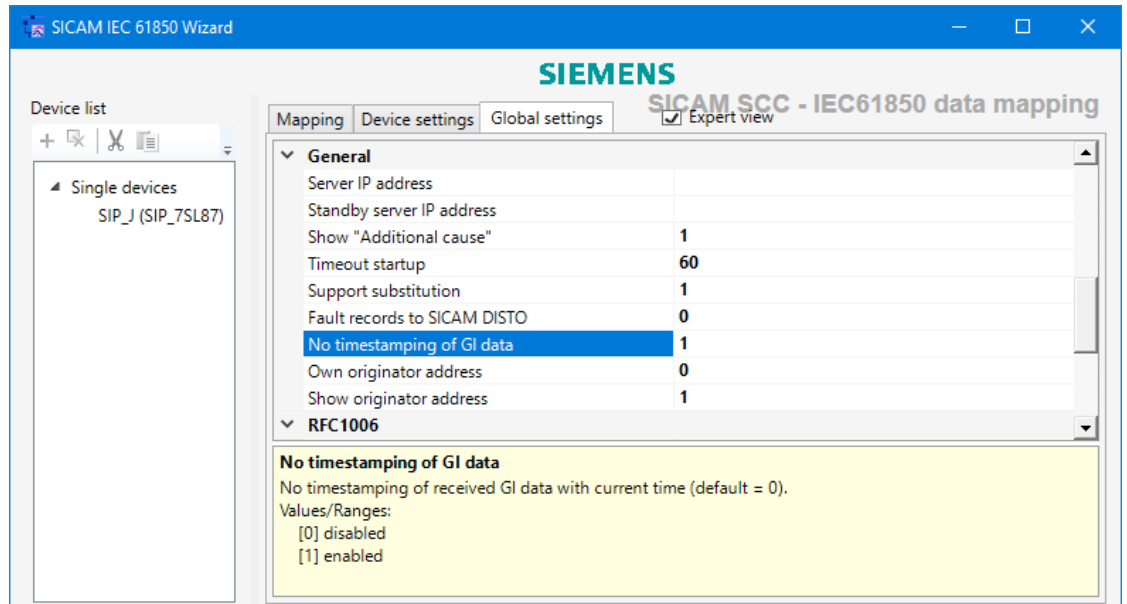 SICAM IEC 61850 Wizard
SIEMENS
SICAM SCC - IEC61850 data mapping
Device list
Mapping Device settings Global settings Expert view
Single devices
SIP_J (SIP_7SL87)
General
Server IP address
Standby server IP address
Show "Additional cause" 1
Timeout startup 60
Support substitution 1
Fault records to SICAM DISTO 0
No timestamping of GI data 1
Own originator address 0
Show originator address 1
RFC1006
No timestamping of GI data
No timestamping of received GI data with current time (default = 0).
Values/Ranges:
[0] disabled
[1] enabled